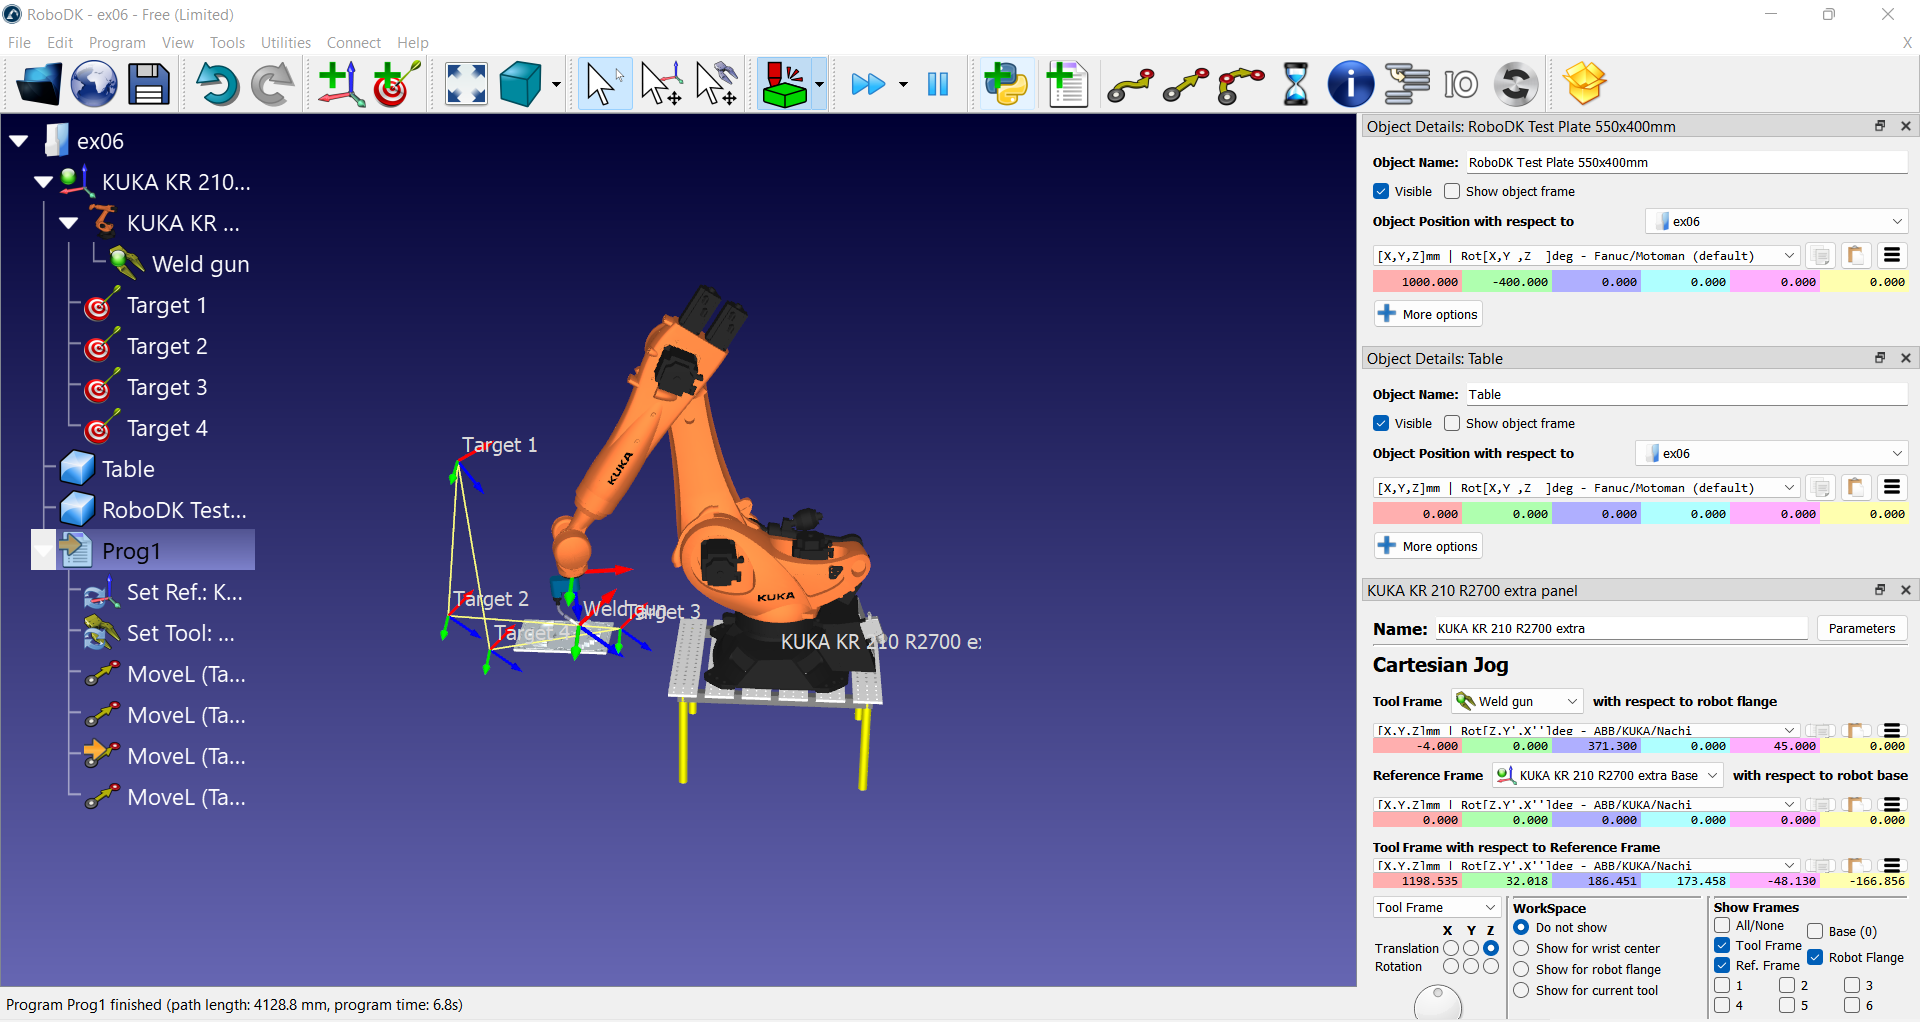 RoboDK - ex06 - Free (Limited)
File Edit Program View Tools Utilities Connect Help X
IO
ex06
KUKA KR 210...
KUKA KR ...
Weld gun
Target 1
Target 2
Target 3
Target 4
Table
RoboDK Test...
Prog1
Set Ref.: K...
Set Tool: ...
MoveL (Ta...
MoveL (Ta...
MoveL (Ta...
MoveL (Ta...
Target 1
KUKA
KUKA
Target 2
Weld gun
Target 3
Target 4
KUKA KR 210 R2700 e
Object Details: RoboDK Test Plate 550x400mm
Object Name: RoboDK Test Plate 550x400mm
Visible Show object frame
Object Position with respect to ex06
[X,Y,Z]mm | Rot[X,Y ,Z ]deg - Fanuc/Motoman (default)
1000.000 -400.000 0.000 0.000 0.000 0.000
More options
Object Details: Table
Object Name: Table
Visible Show object frame
Object Position with respect to ex06
[X,Y,Z]mm | Rot[X,Y ,Z ]deg - Fanuc/Motoman (default)
0.000 0.000 0.000 0.000 0.000 0.000
More options
KUKA KR 210 R2700 extra panel
Name: KUKA KR 210 R2700 extra Parameters
Cartesian Jog
Tool Frame Weld gun with respect to robot flange
[X,Y,Z]mm | Rot[Z,Y',X'']deg - ABB/KUKA/Nachi
-4.000 0.000 371.300 0.000 45.000 0.000
Reference Frame KUKA KR 210 R2700 extra Base with respect to robot base
[X,Y,Z]mm | Rot[Z,Y',X'']deg - ABB/KUKA/Nachi
0.000 0.000 0.000 0.000 0.000 0.000
Tool Frame with respect to Reference Frame
[X,Y,Z]mm | Rot[Z,Y',X'']deg - ABB/KUKA/Nachi
1198.535 32.018 186.451 173.458 -48.130 -166.856
Tool Frame
X Y Z
Translation
Rotation
WorkSpace
Do not show
Show for wrist center
Show for robot flange
Show for current tool
Show Frames
All/None Base (0)
Tool Frame
Ref. Frame Robot Flange
1 2 3
4 5 6
Program Prog1 finished (path length: 4128.8 mm, program time: 6.8s)